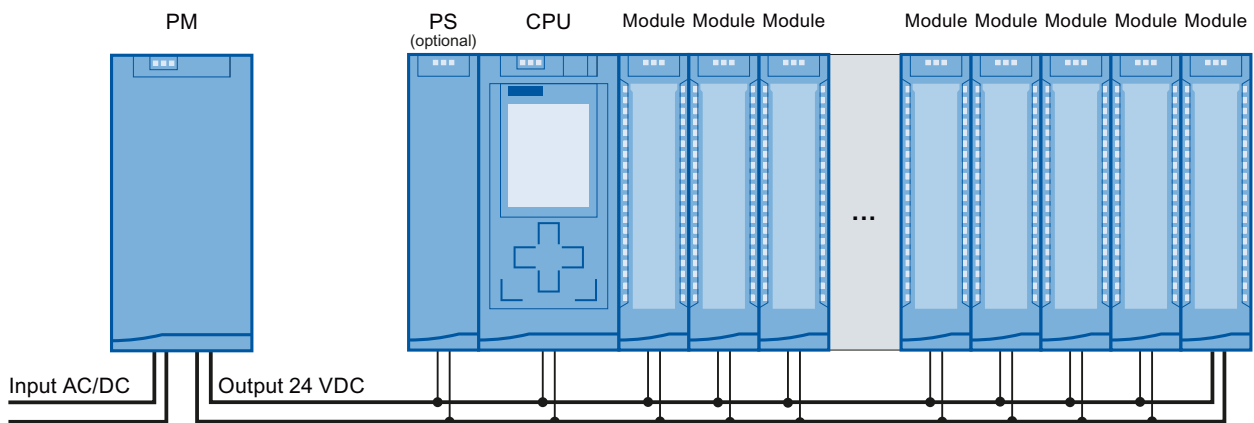 PM
PS
(optional)
CPU
Module
Module
Module
Module
Module
Module
Module
Module
...
Input AC/DC
Output 24 VDC